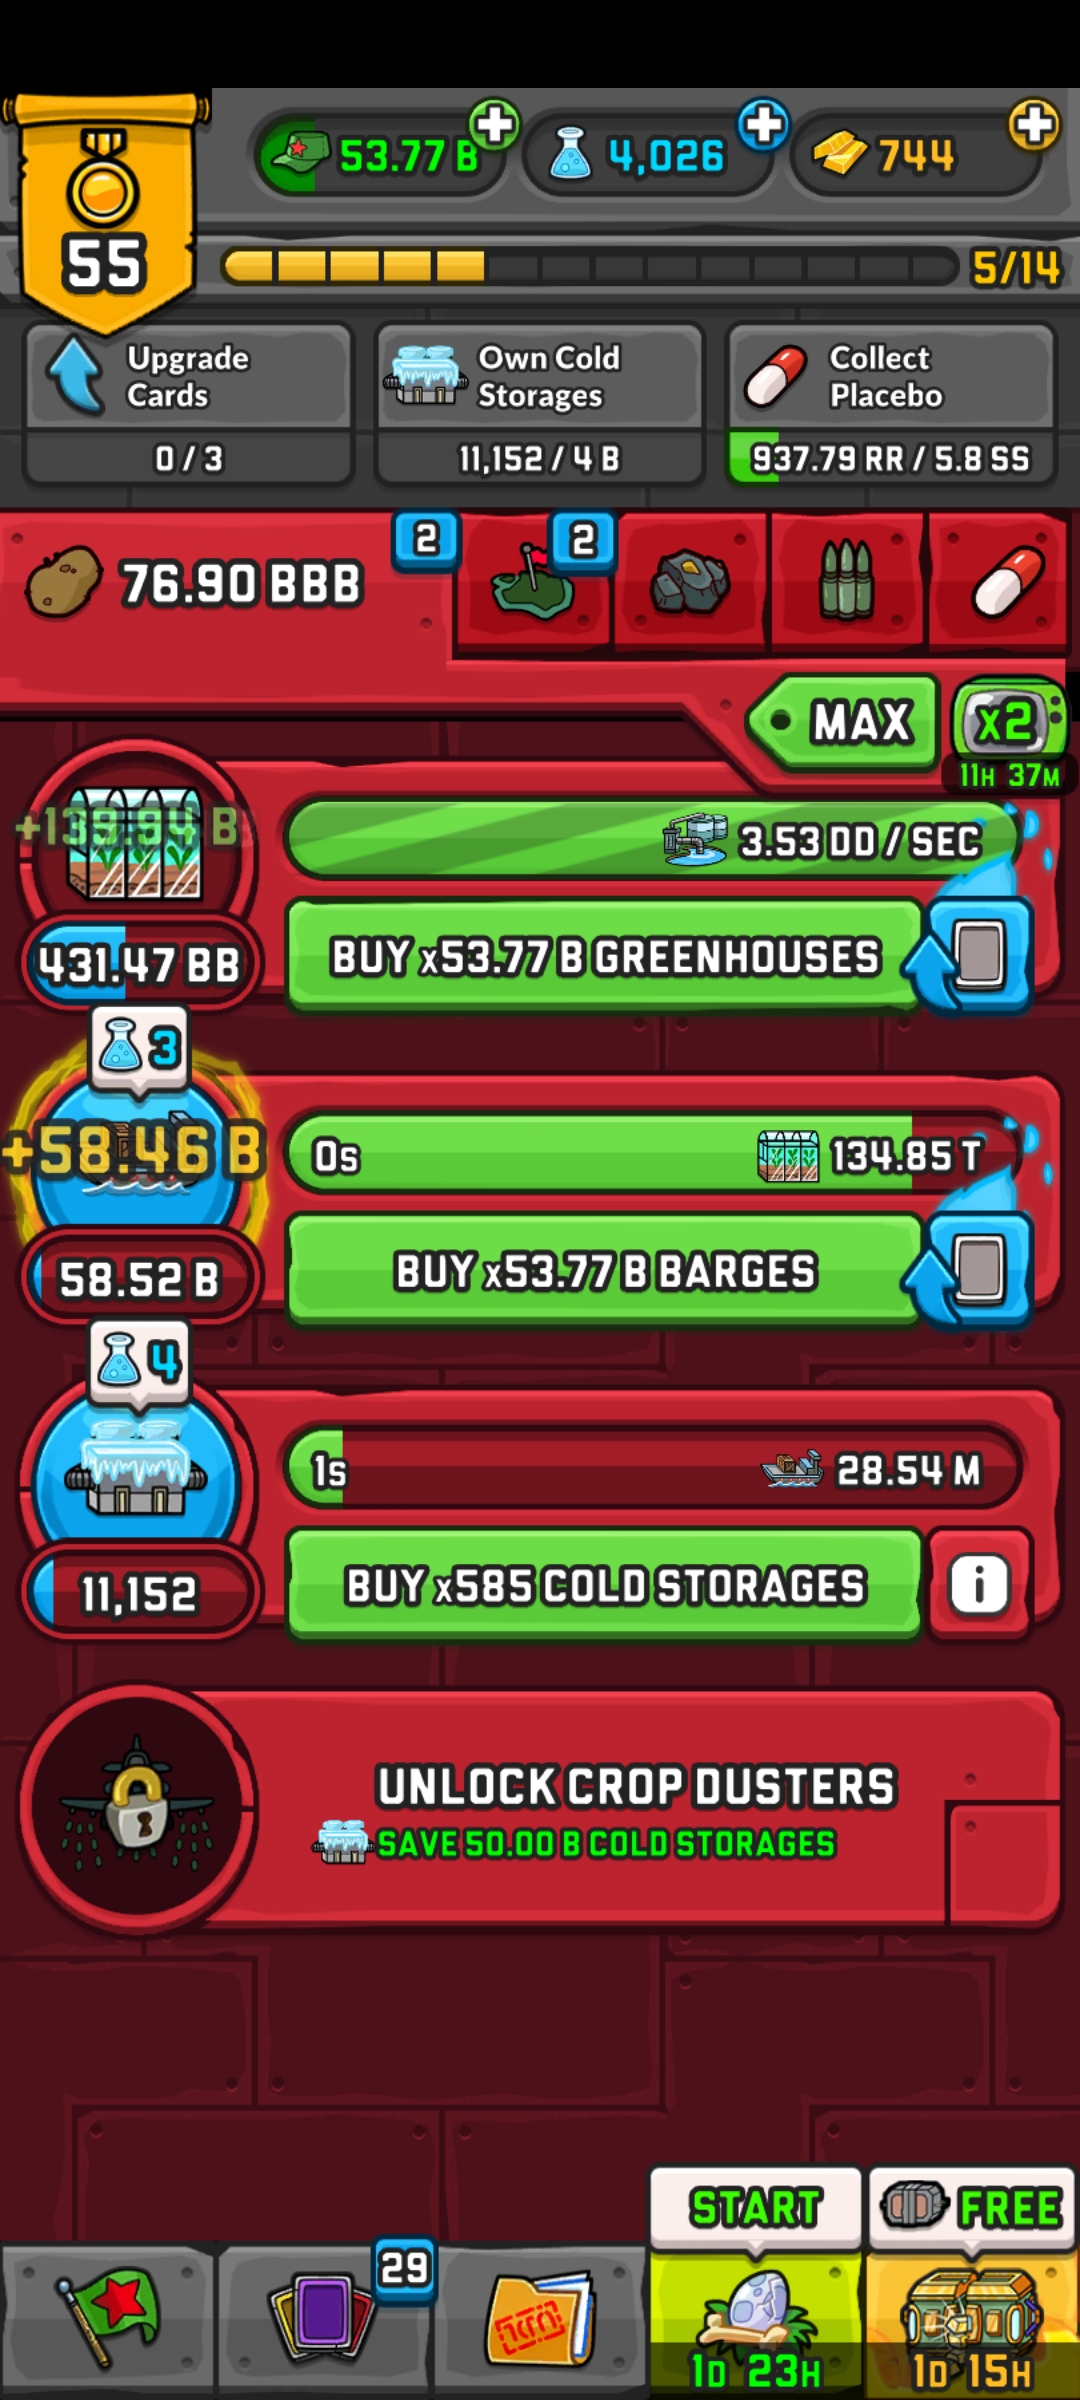 53.77 B
4,026
744
55
5/14
Upgrade
Cards
0 / 3
Own Cold
Storages
11,152 / 4 B
Collect
Placebo
937.79 RR / 5.8 SS
76.90 BBB
2
2
MAX
x2
11H 37M
+139.94 B
3.53 DD / SEC
431.47 BB
BUY x53.77 B GREENHOUSES
3
+58.46 B
0s
134.85 T
58.52 B
BUY x53.77 B BARGES
4
1s
28.54 M
11,152
BUY x585 COLD STORAGES
i
UNLOCK CROP DUSTERS
SAVE 50.00 B COLD STORAGES
START
FREE
29
1D 23H
1D 15H